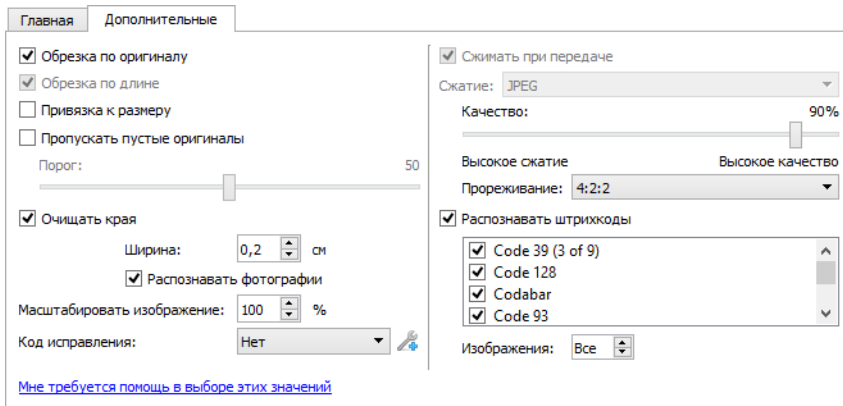 Главная
Дополнительные
Обрезка по оригиналу
Обрезка по длине
Привязка к размеру
Пропускать пустые оригиналы
Порог: 50
Очищать края
Ширина: 0,2 см
Распознавать фотографии
Масштабировать изображение: 100 %
Код исправления: Нет
Мне требуется помощь в выборе этих значений
Сжимать при передаче
Сжатие: JPEG
Качество: 90%
Высокое сжатие Высокое качество
Прореживание: 4:2:2
Распознавать штрихкоды
Code 39 (3 of 9)
Code 128
Codabar
Code 93
Изображения: Все